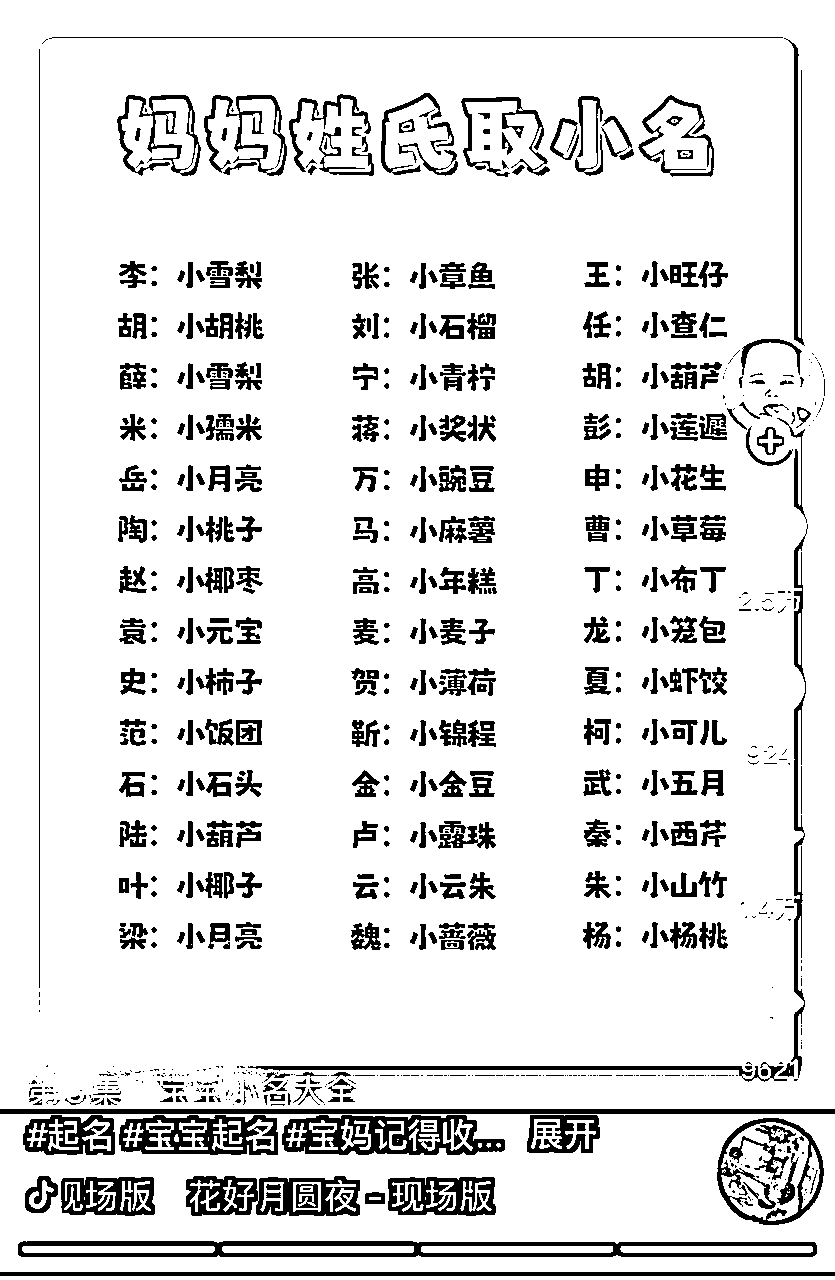 妈妈姓氏取小名
李：小雪梨 张：小章鱼 王：小旺仔
胡：小胡桃 刘：小石榴 任：小查仁
薛：小雪梨 宁：小青柠 胡：小葫芦
米：小孺米 蒋：小奖状 彭：小莲
岳：小月亮 万：小豌豆 申：小花生
陶：小桃子 马：小麻薯 曹：小草莓
赵：小椰枣 高：小年糕 丁：小布丁
2.5万
袁：小元宝 麦：小麦子 龙：小笼包
史：小柿子 贺：小薄荷 夏：小虾饺
范：小饭团 靳：小锦程 柯：小可儿
924
石：小石头 金：小金豆 武：小五月
陆：小葫芦 卢：小露珠 秦：小西芹
叶：小椰子 云：小云朱 朱：小山竹
1.4万
梁：小月亮 魏：小蔷薇 杨：小杨桃
9621
宝宝小名大全
#起名 #宝宝起名 #宝妈记得收... 展开
现场版 花好月圆夜 - 现场版